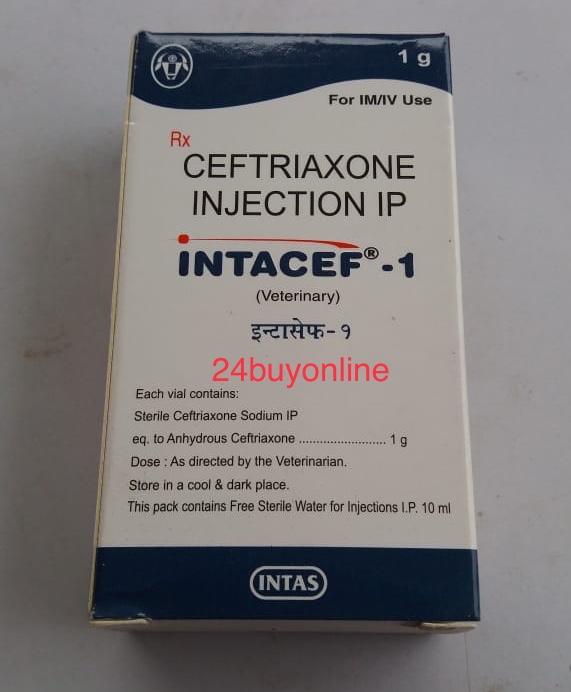 1 g
For IM/IV Use
Rx
CEFTRIAXONE
INJECTION IP
INTACEF® -1
(Veterinary)
इन्टासेफ-१
24buyonline
Each vial contains:
Sterile Ceftriaxone Sodium IP
eq. to Anhydrous Ceftriaxone ......................... 1 g
Dose : As directed by the Veterinarian.
Store in a cool & dark place.
This pack contains Free Sterile Water for Injections I.P. 10 ml
INTAS